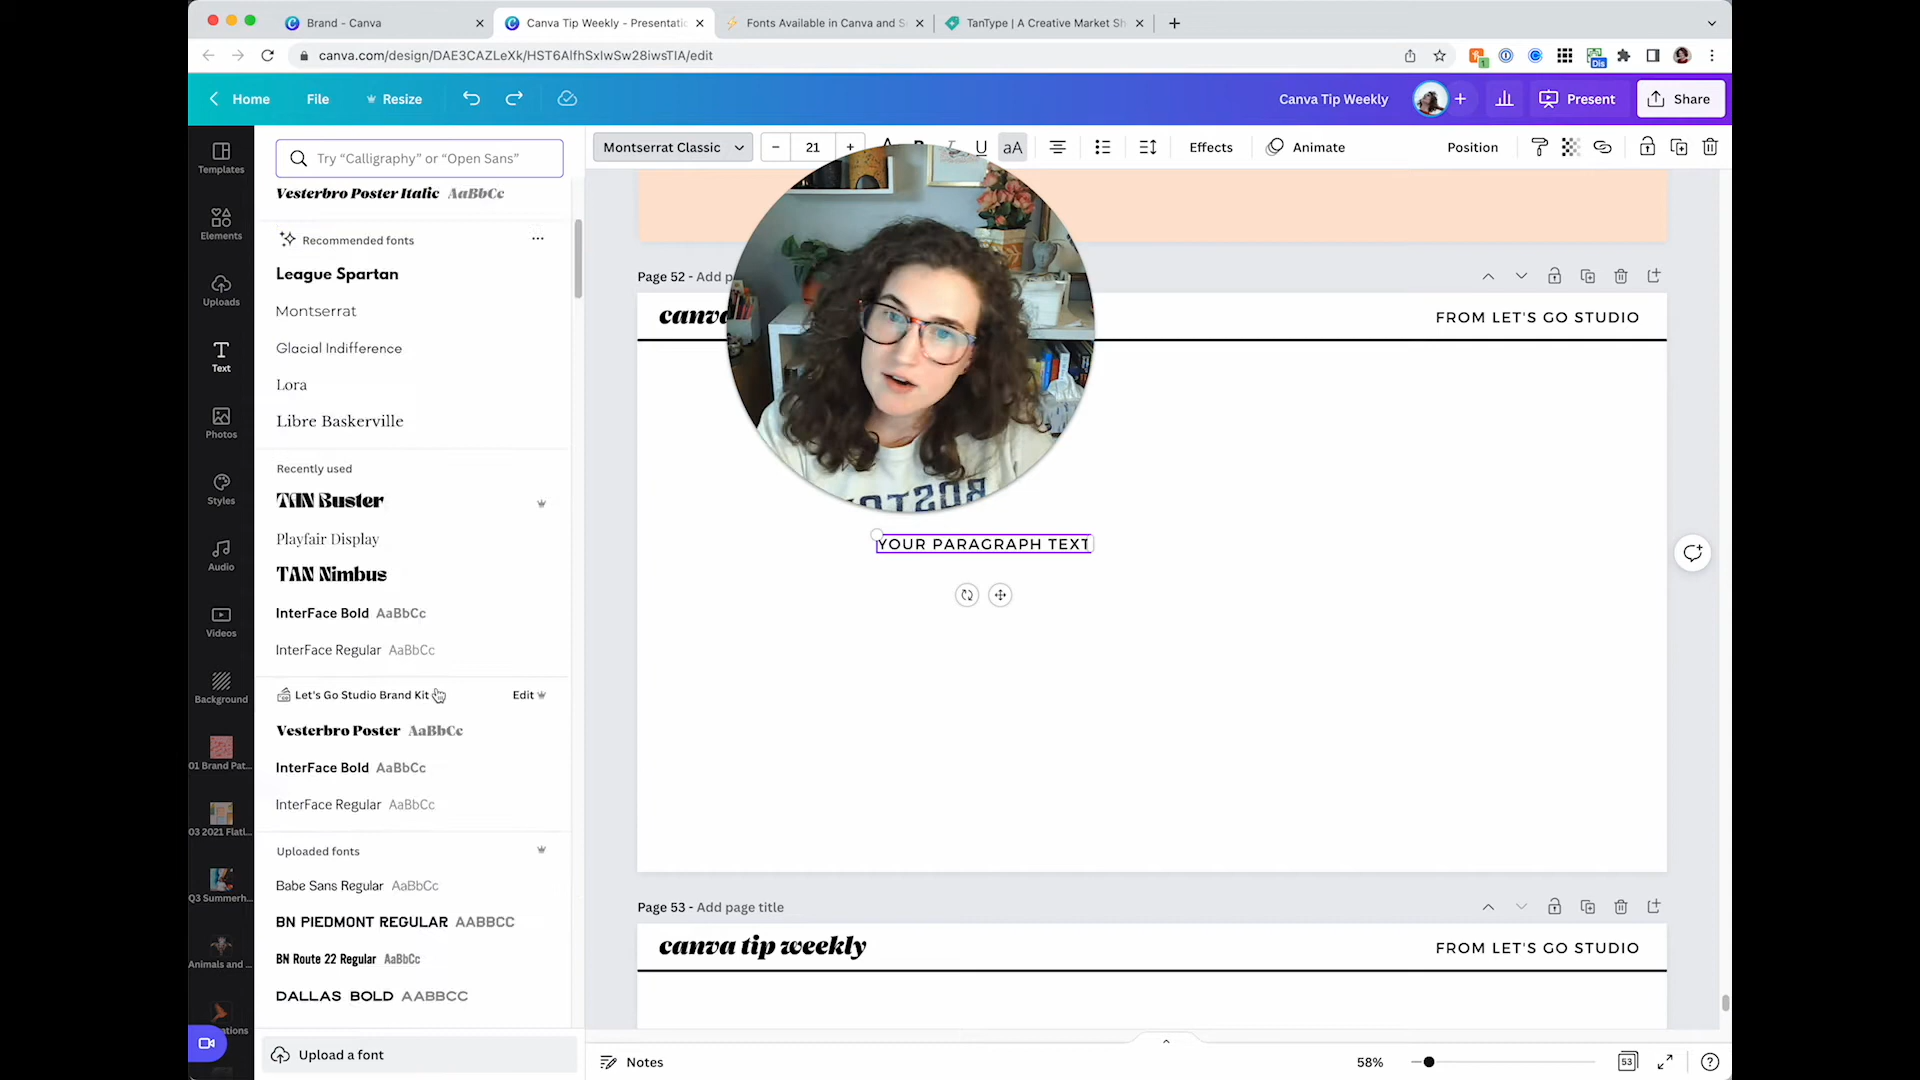 Brand - Canva
Canva Tip Weekly - Presentatio
Fonts Available in Canva and S
TanType | A Creative Market Sh
canva.com/design/DAE3CAZLeXk/HST6AlfhSxIwSw28iwsTIA/edit
Home
File
Resize
Canva Tip Weekly
Present
Share
Try “Calligraphy” or “Open Sans”
Montserrat Classic
21
U
aA
Effects
Animate
Position
Templates
Elements
Uploads
Text
Photos
Styles
Audio
Videos
Background
01 Brand Pat...
03 2021 Flatl...
Q3 Summerh...
Animals and ...
Vesterbro Poster Italic AaBbCc
Recommended fonts
League Spartan
Montserrat
Glacial Indifference
Lora
Libre Baskerville
Recently used
TAN Buster
Playfair Display
TAN Nimbus
InterFace Bold AaBbCc
InterFace Regular AaBbCc
Let's Go Studio Brand Kit
Edit
Vesterbro Poster AaBbCc
InterFace Bold AaBbCc
InterFace Regular AaBbCc
Uploaded fonts
Babe Sans Regular AaBbCc
BN PIEDMONT REGULAR AABBCC
BN Route 22 Regular AaBbCc
DALLAS BOLD AABBCC
Upload a font
Page 52 - Add p
canva
FROM LET'S GO STUDIO
BOSTON
YOUR PARAGRAPH TEXT
Page 53 - Add page title
canva tip weekly
FROM LET'S GO STUDIO
Notes
58%
53